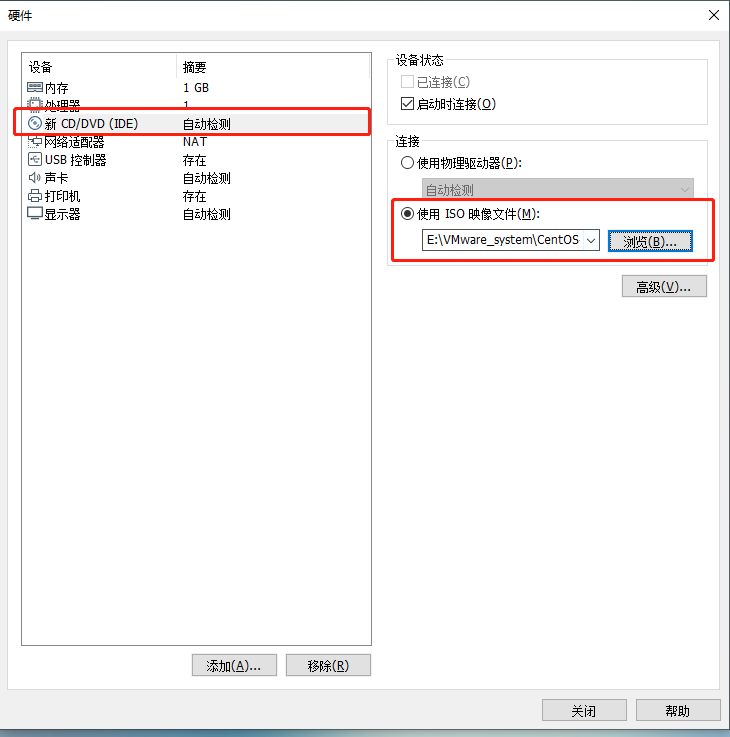 硬件
设备 摘要
内存 1 GB
处理器 1
新 CD/DVD (IDE) 自动检测
网络适配器 NAT
USB 控制器 存在
声卡 自动检测
打印机 存在
显示器 自动检测
添加(A)... 移除(R)
设备状态
已连接(C)
启动时连接(O)
连接
使用物理驱动器(P):
自动检测
使用 ISO 映像文件(M):
E:\VMware_system\CentOS 浏览(B)...
高级(V)...
关闭 帮助